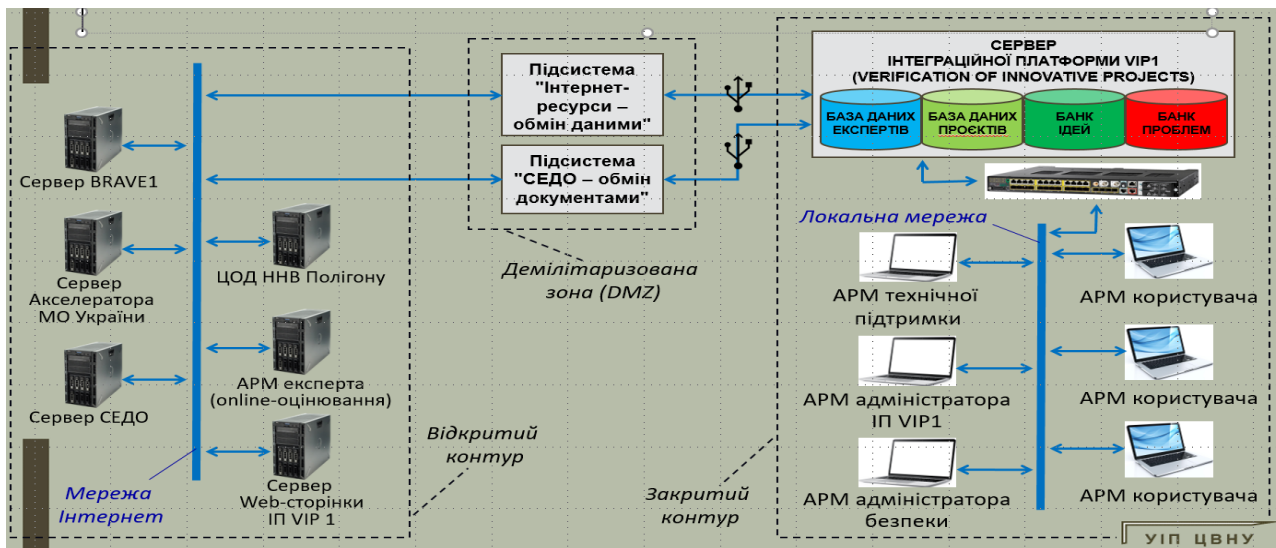 Сервер BRAVE1
Сервер
Акселератора
МО України
Сервер СЕДО
ЦОД ННВ Полігону
АРМ експерта
(online-оцінювання)
Сервер
Web-сторінки
ІП VIP 1
Мережа
Інтернет
Відкритий
контур
Підсистема
"Інтернет-
ресурси –
обмін даними"
Підсистема
"СЕДО – обмін
документами"
Демілітаризована
зона (DMZ)
СЕРВЕР
ІНТЕГРАЦІЙНОЇ ПЛАТФОРМИ VIP1
(VERIFICATION OF INNOVATIVE PROJECTS)
БАЗА ДАНИХ
ЕКСПЕРТІВ
БАЗА ДАНИХ
ПРОЄКТІВ
БАНК
ІДЕЙ
БАНК
ПРОБЛЕМ
Локальна мережа
АРМ технічної
підтримки
АРМ адміністратора
ІП VIP1
АРМ адміністратора
безпеки
АРМ користувача
АРМ користувача
АРМ користувача
Закритий
контур
УІП ЦВНУ